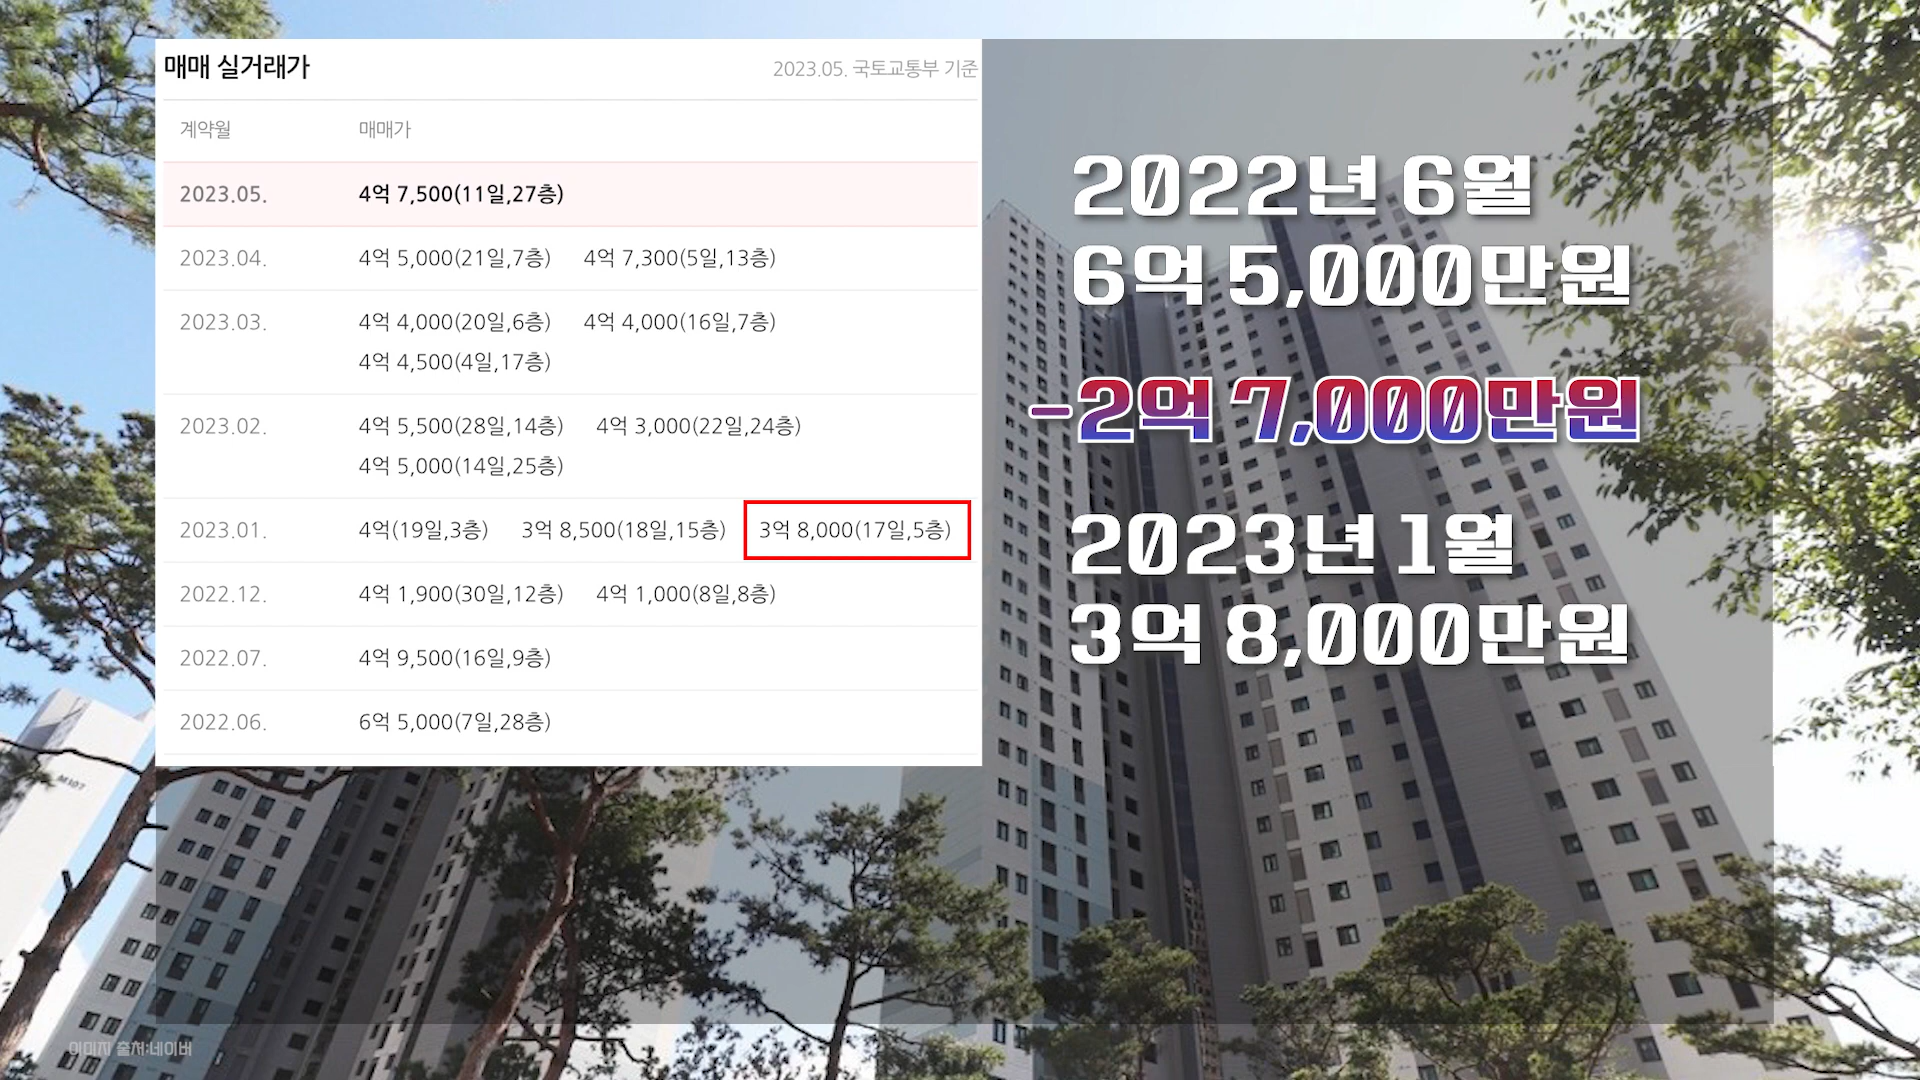 매매 실거래가
2023.05. 국토교통부 기준
계약월 매매가
2023.05. 4억 7,500(11일,27층)
2023.04. 4억 5,000(21일,7층) 4억 7,300(5일,13층)
2023.03. 4억 4,000(20일,6층) 4억 4,000(16일,7층)
4억 4,500(4일,17층)
2023.02. 4억 5,500(28일,14층) 4억 3,000(22일,24층)
4억 5,000(14일,25층)
2023.01. 4억(19일,3층) 3억 8,500(18일,15층) 3억 8,000(17일,5층)
2022.12. 4억 1,900(30일,12층) 4억 1,000(8일,8층)
2022.07. 4억 9,500(16일,9층)
2022.06. 6억 5,000(7일,28층)
2022년 6월
6억 5,000만원
-2억 7,000만원
2023년 1월
3억 8,000만원
이미지 출처:네이버